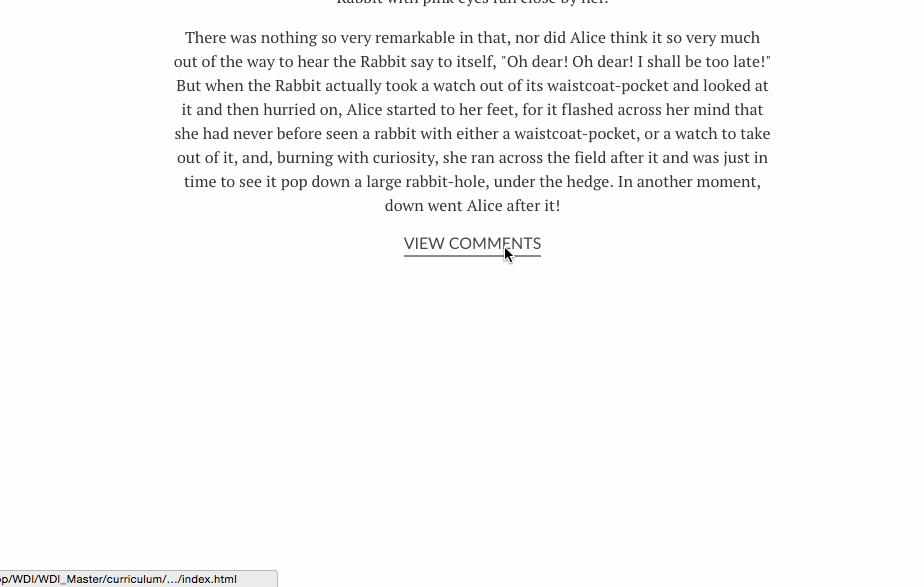 Rabbit with pink eyes ran close by her.
There was nothing so very remarkable in that, nor did Alice think it so very much
out of the way to hear the Rabbit say to itself, "Oh dear! Oh dear! I shall be too late!"
But when the Rabbit actually took a watch out of its waistcoat-pocket and looked at
it and then hurried on, Alice started to her feet, for it flashed across her mind that
she had never before seen a rabbit with either a waistcoat-pocket, or a watch to take
out of it, and, burning with curiosity, she ran across the field after it and was just in
time to see it pop down a large rabbit-hole, under the hedge. In another moment,
down went Alice after it!
VIEW COMMENTS
op/WDI/WDI_Master/curriculum/…/index.html